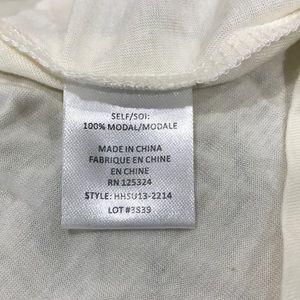 SELF/SOI:
100% MODAL/MODALE
MADE IN CHINA
FABRIQUE EN CHINE
EN CHINE
RN 125324
STYLE: HHSU13-2214
LOT #3839